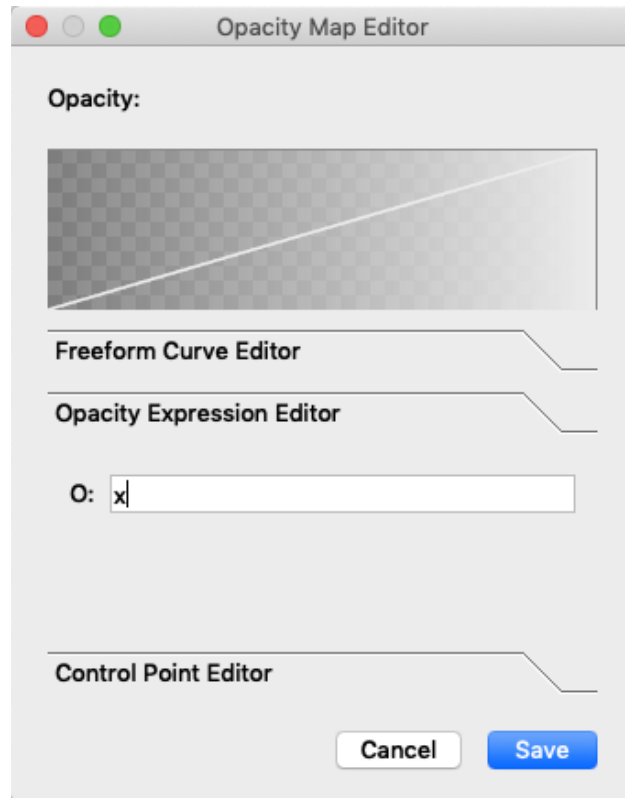 Opacity Map Editor
Opacity:
Freeform Curve Editor
Opacity Expression Editor
O: x
Control Point Editor
Cancel Save